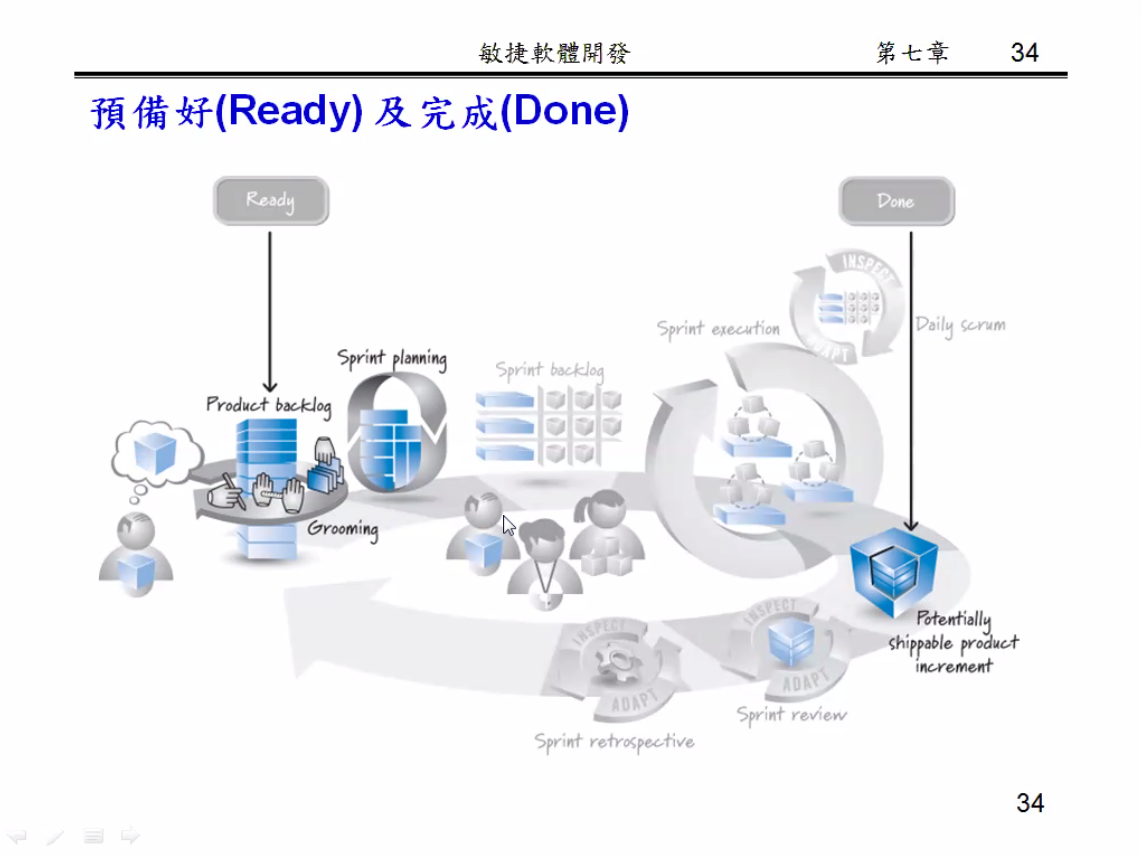 敏捷軟體開發 第七章 34
預備好(Ready) 及完成(Done)
Ready
Done
INSPECT
ADAPT
Sprint execution
Daily scrum
Sprint planning
Sprint backlog
Product backlog
Grooming
Potentially
shippable product
increment
INSPECT
ADAPT
Sprint review
INSPECT
ADAPT
Sprint retrospective
34